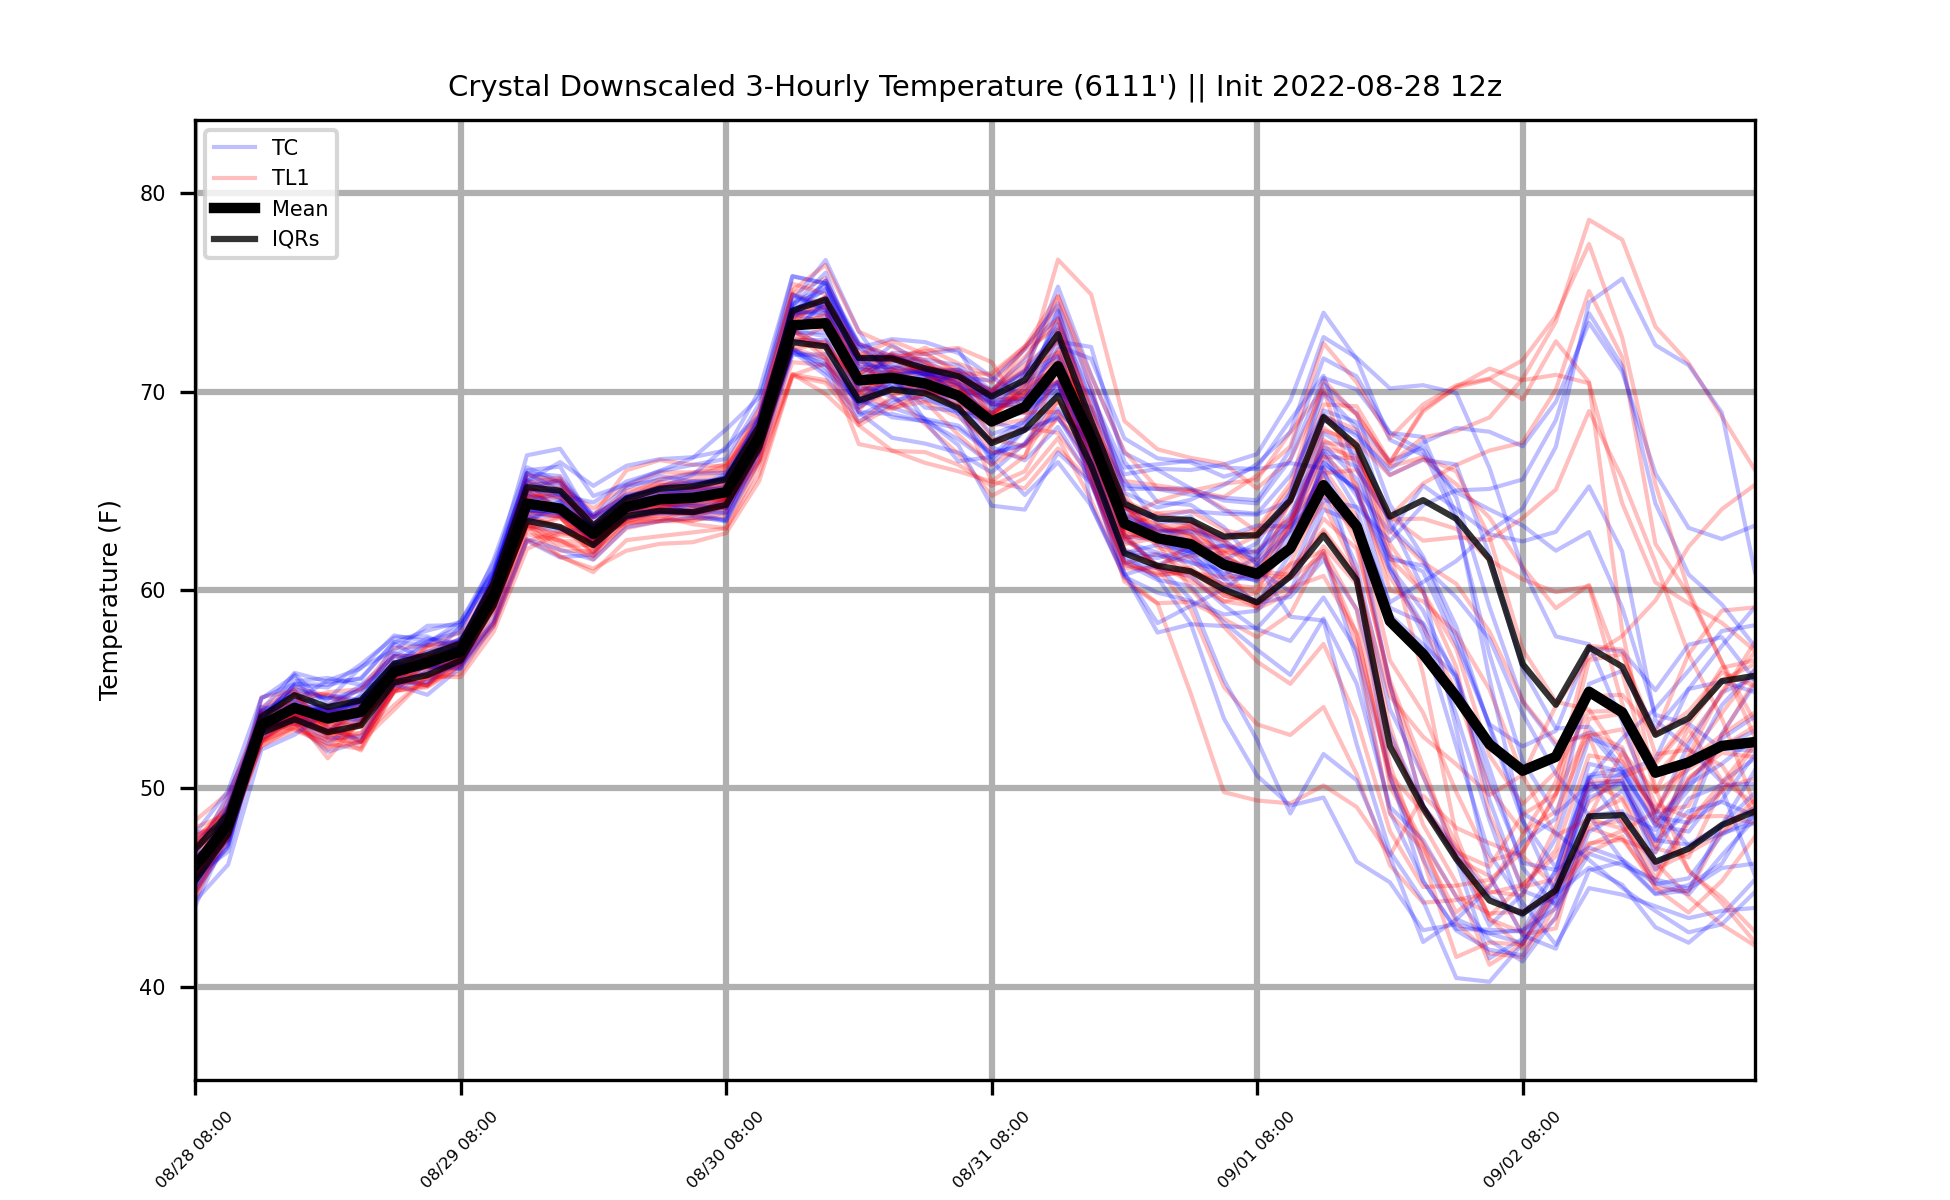 Crystal Downscaled 3-Hourly Temperature (6111') || Init 2022-08-28 12z
TC
TL1
Mean
IQRs
Temperature (F)
80
70
60
50
40
08/28 08:00
08/29 08:00
08/30 08:00
08/31 08:00
09/01 08:00
09/02 08:00